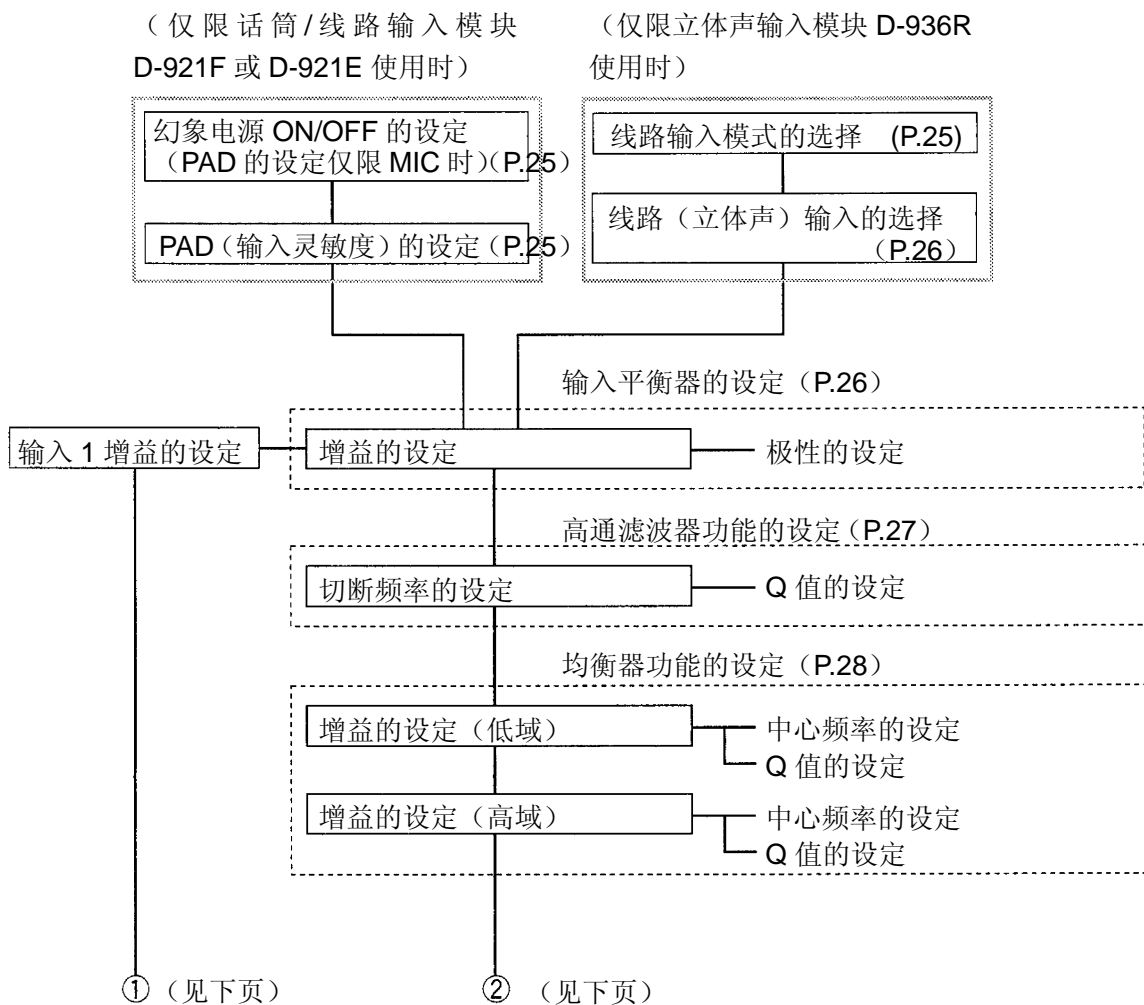 （仅限话筒/线路输入模块
D-921F 或 D-921E 使用时）
（仅限立体声输入模块 D-936R
使用时）
幻象电源 ON/OFF 的设定
（PAD 的设定仅限 MIC 时）（P.25）
PAD（输入灵敏度）的设定（P.25）
线路输入模式的选择 (P.25)
线路（立体声）输入的选择
（P.26）
输入平衡器的设定（P.26）
输入 1 增益的设定
增益的设定
极性的设定
高通滤波器功能的设定（P.27）
切断频率的设定
Q 值的设定
均衡器功能的设定（P.28）
增益的设定（低域）
中心频率的设定
Q 值的设定
增益的设定（高域）
中心频率的设定
Q 值的设定
① （见下页）
② （见下页）